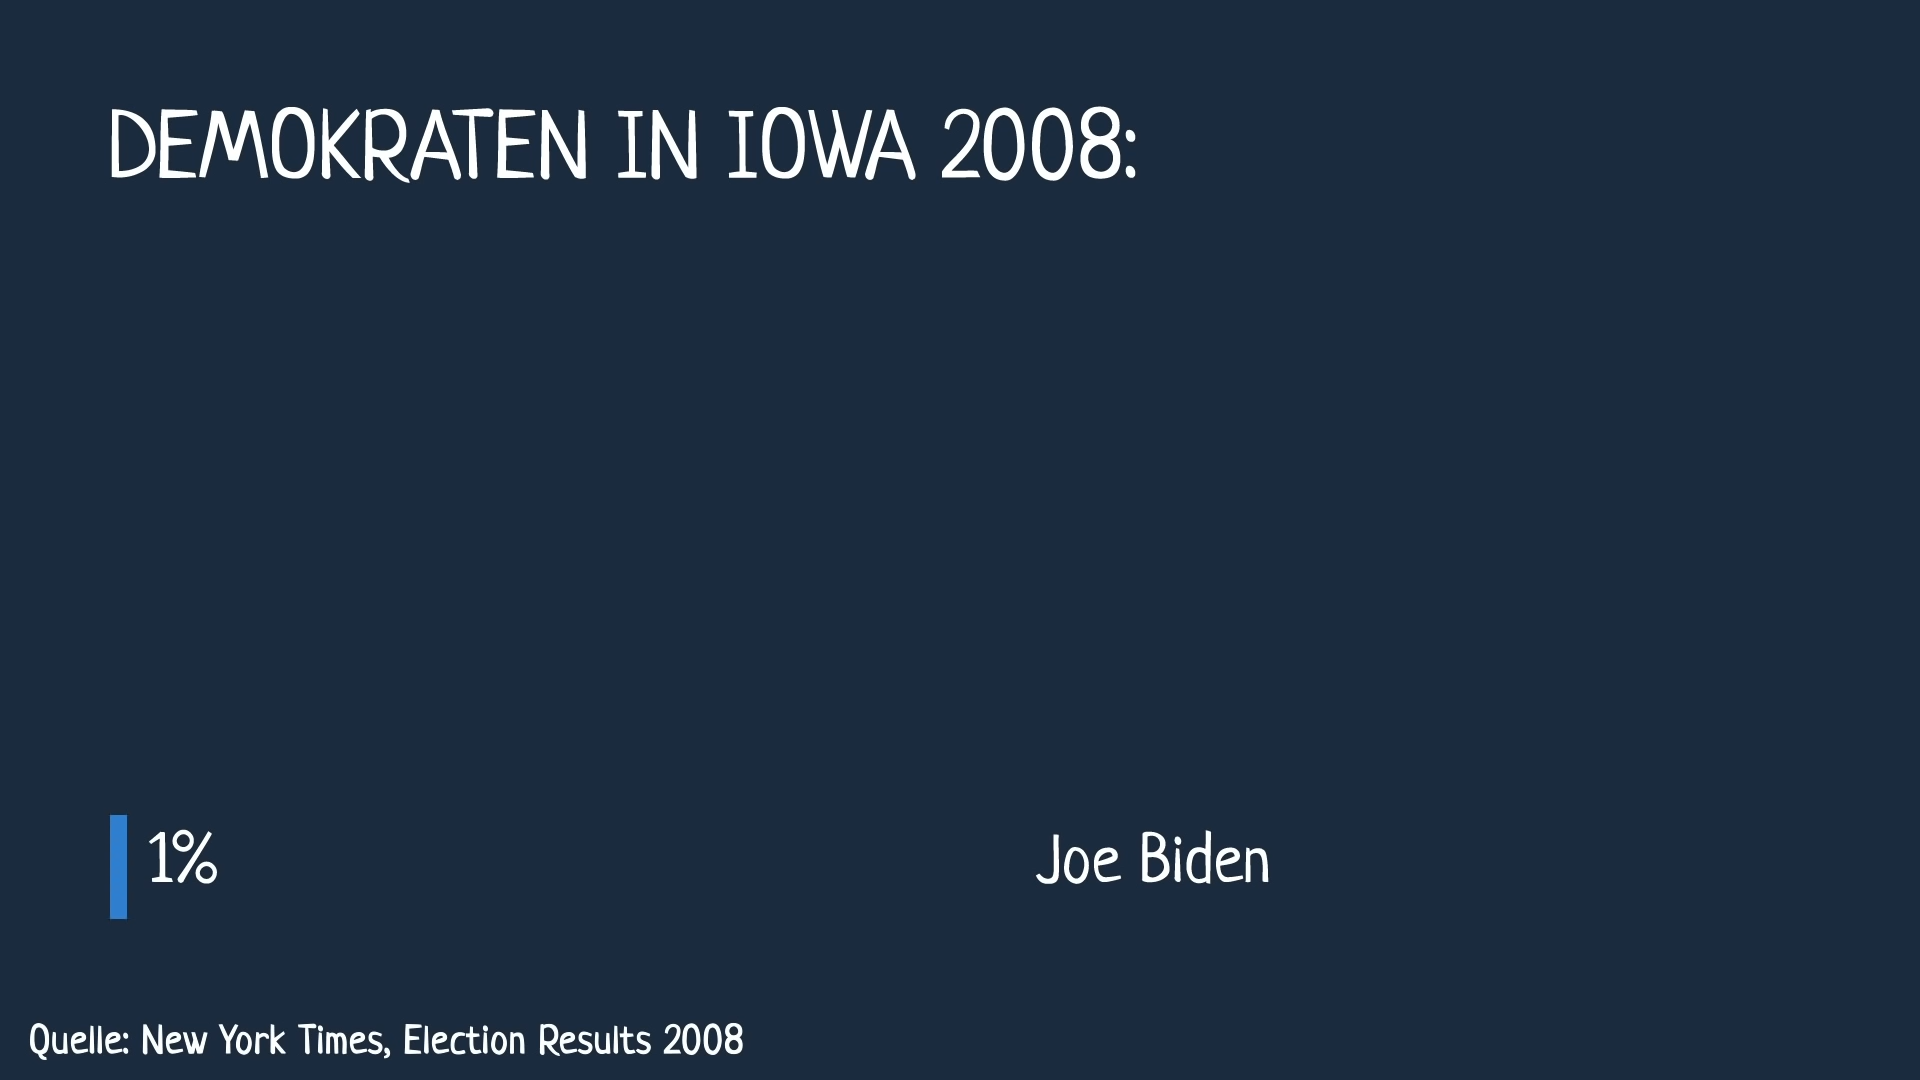 DEMOKRATEN IN IOWA 2008:
1% Joe Biden
Quelle: New York Times, Election Results 2008